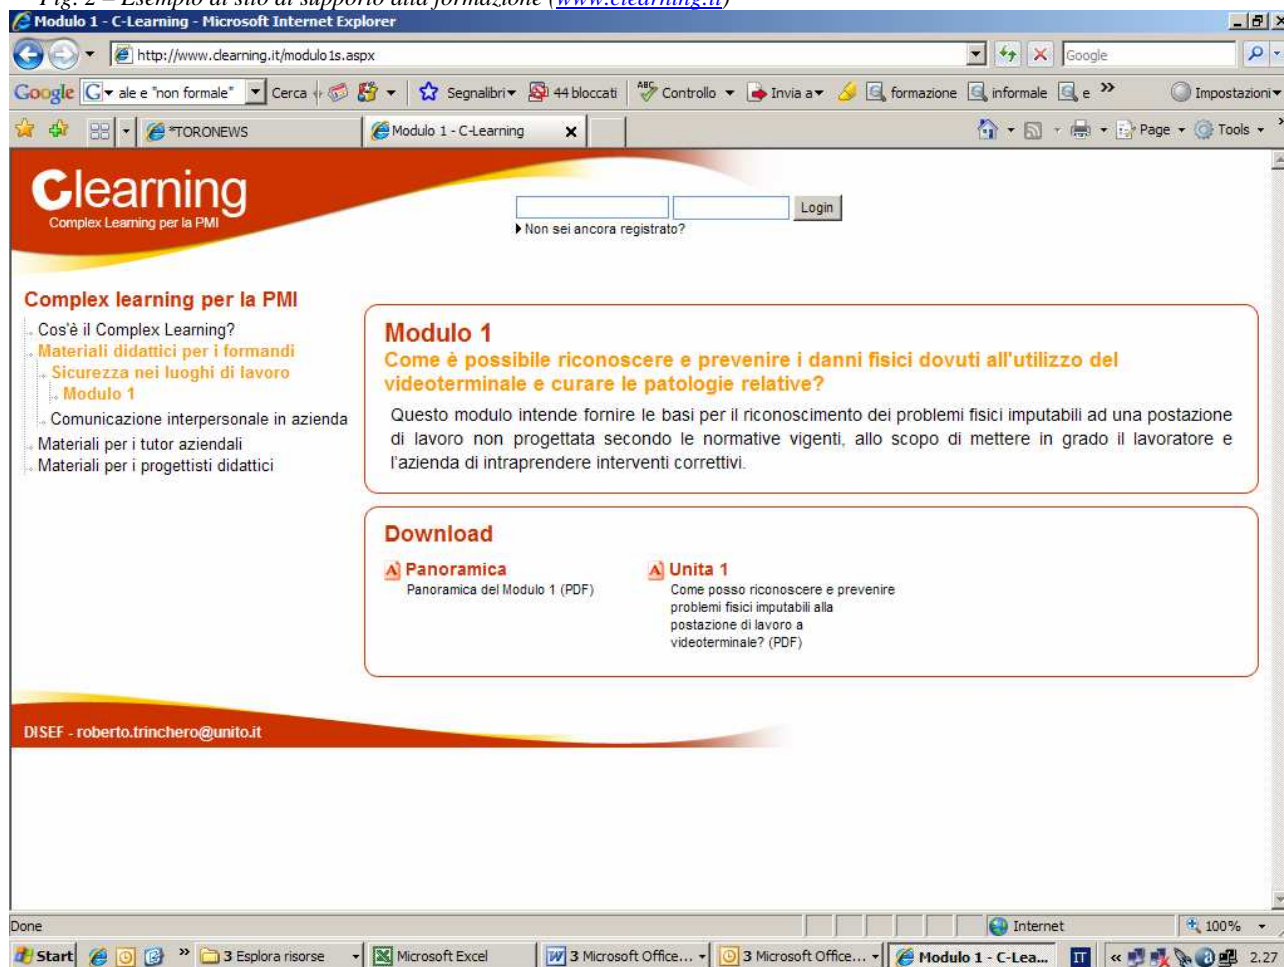 Fig. 2 – Esempio di sito di supporto alla formazione (www.clearning.it)
Modulo 1 - C-Learning - Microsoft Internet Explorer
http://www.clearning.it/modulo1s.aspx
Google
Google
ale e "non formale"
Cerca
Segnalibri
44 bloccati
Controllo
Invia a
formazione
informale
e
»
Impostazioni
*TORONEWS
Modulo 1 - C-Learning
Page
Tools
Clearning
Complex Learning per la PMI
Login
Non sei ancora registrato?
Complex learning per la PMI
Cos'è il Complex Learning?
Materiali didattici per i formandi
Sicurezza nei luoghi di lavoro
Modulo 1
Comunicazione interpersonale in azienda
Materiali per i tutor aziendali
Materiali per i progettisti didattici
Modulo 1
Come è possibile riconoscere e prevenire i danni fisici dovuti all'utilizzo del
videoterminale e curare le patologie relative?
Questo modulo intende fornire le basi per il riconoscimento dei problemi fisici imputabili ad una postazione
di lavoro non progettata secondo le normative vigenti, allo scopo di mettere in grado il lavoratore e
l'azienda di intraprendere interventi correttivi.
Download
Panoramica
Panoramica del Modulo 1 (PDF)
Unita 1
Come posso riconoscere e prevenire
problemi fisici imputabili alla
postazione di lavoro a
videoterminale? (PDF)
DISEF - roberto.trinchero@unito.it
Done
Internet
100%
Start
»
3 Esplora risorse
Microsoft Excel
3 Microsoft Office...
3 Microsoft Office...
Modulo 1 - C-Lea...
IT
«
2.27